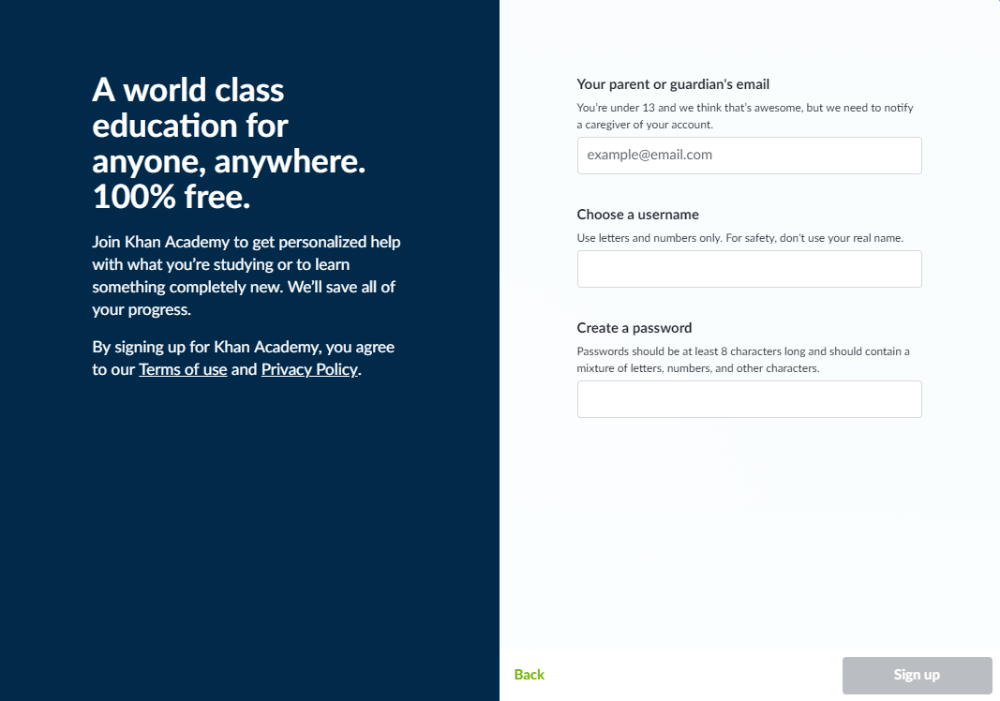 A world class
education for
anyone, anywhere.
100% free.
Join Khan Academy to get personalized help
with what you’re studying or to learn
something completely new. We’ll save all of
your progress.
By signing up for Khan Academy, you agree
to our Terms of use and Privacy Policy.
Your parent or guardian's email
You’re under 13 and we think that’s awesome, but we need to notify
a caregiver of your account.
example@email.com
Choose a username
Use letters and numbers only. For safety, don't use your real name.
Create a password
Passwords should be at least 8 characters long and should contain a
mixture of letters, numbers, and other characters.
Back
Sign up